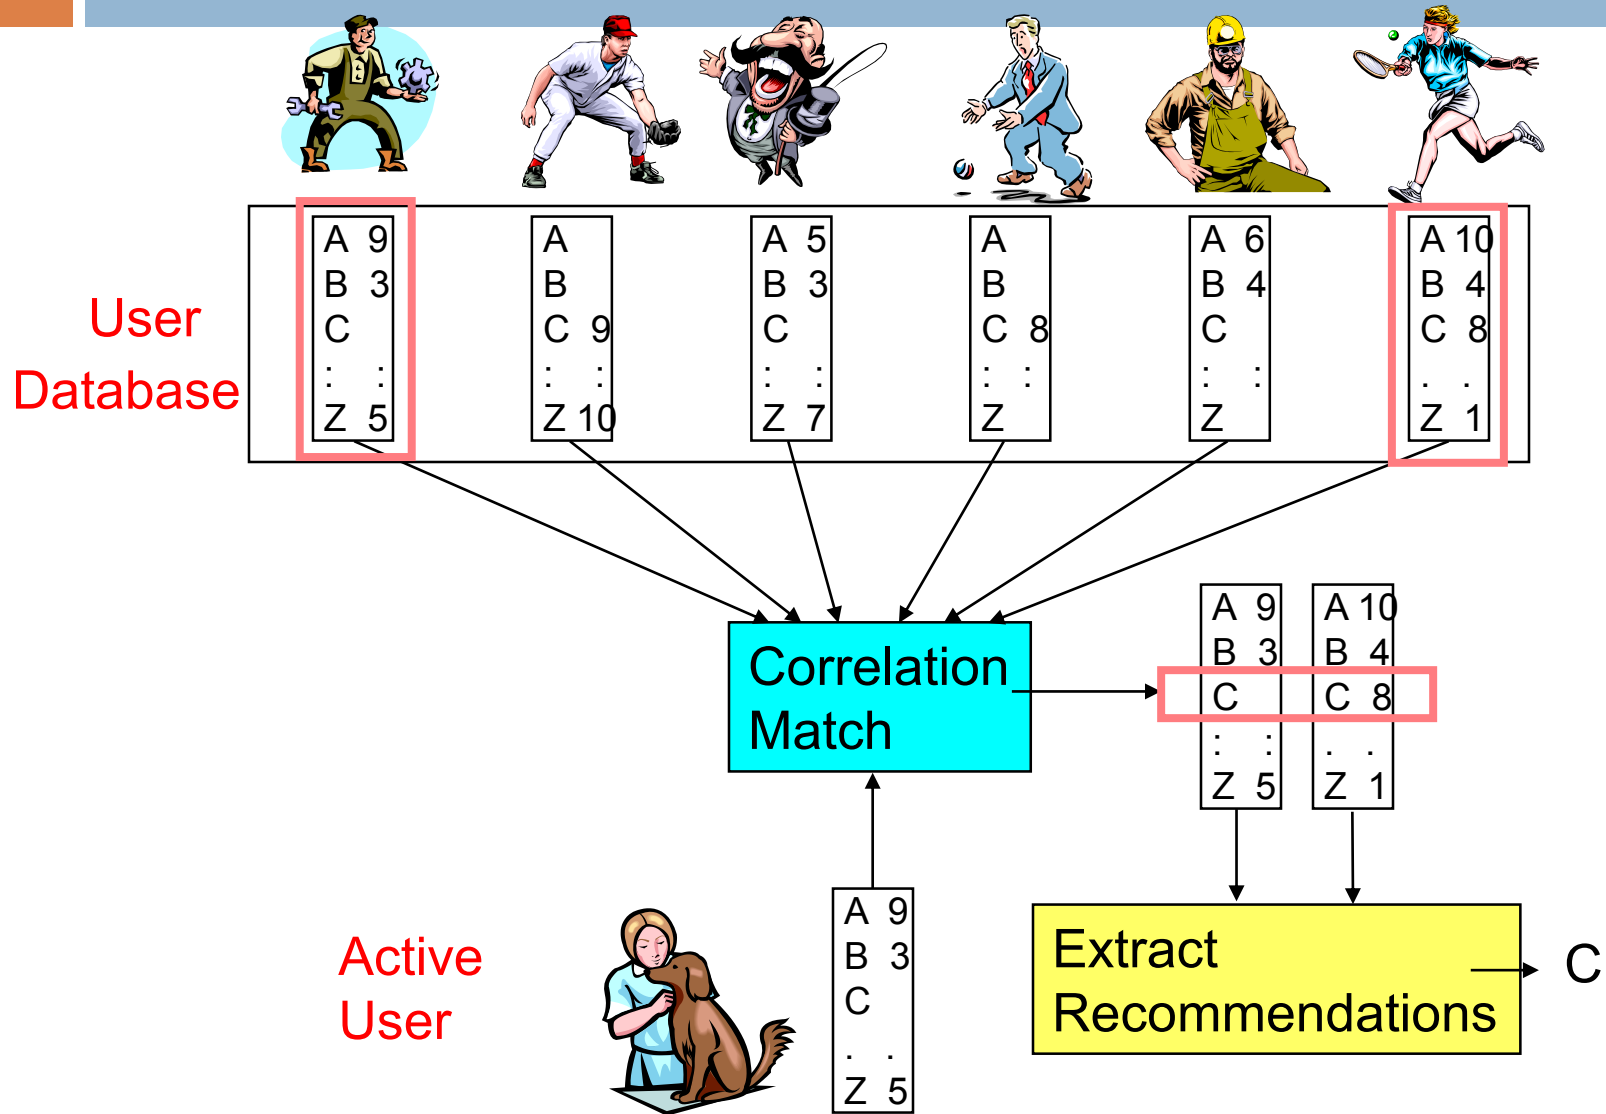 User
Database
A 9
B 3
C
: :
Z 5
A
B
C 9
: :
Z 10
A 5
B 3
C
: :
Z 7
A
B
C 8
: :
Z
A 6
B 4
C
: :
Z
A 10
B 4
C 8
. .
Z 1
Correlation
Match
A 9
B 3
C
: :
Z 5
A 10
B 4
C 8
. .
Z 1
Active
User
A 9
B 3
C
. .
Z 5
Extract
Recommendations
C